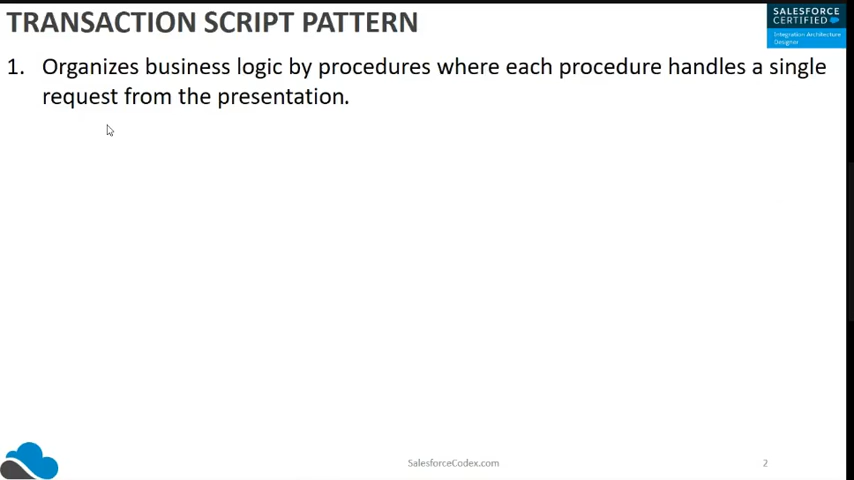 TRANSACTION SCRIPT PATTERN
SALESFORCE
CERTIFIED
Integration Architecture
Designer
1. Organizes business logic by procedures where each procedure handles a single
request from the presentation.
SalesforceCodex.com
2